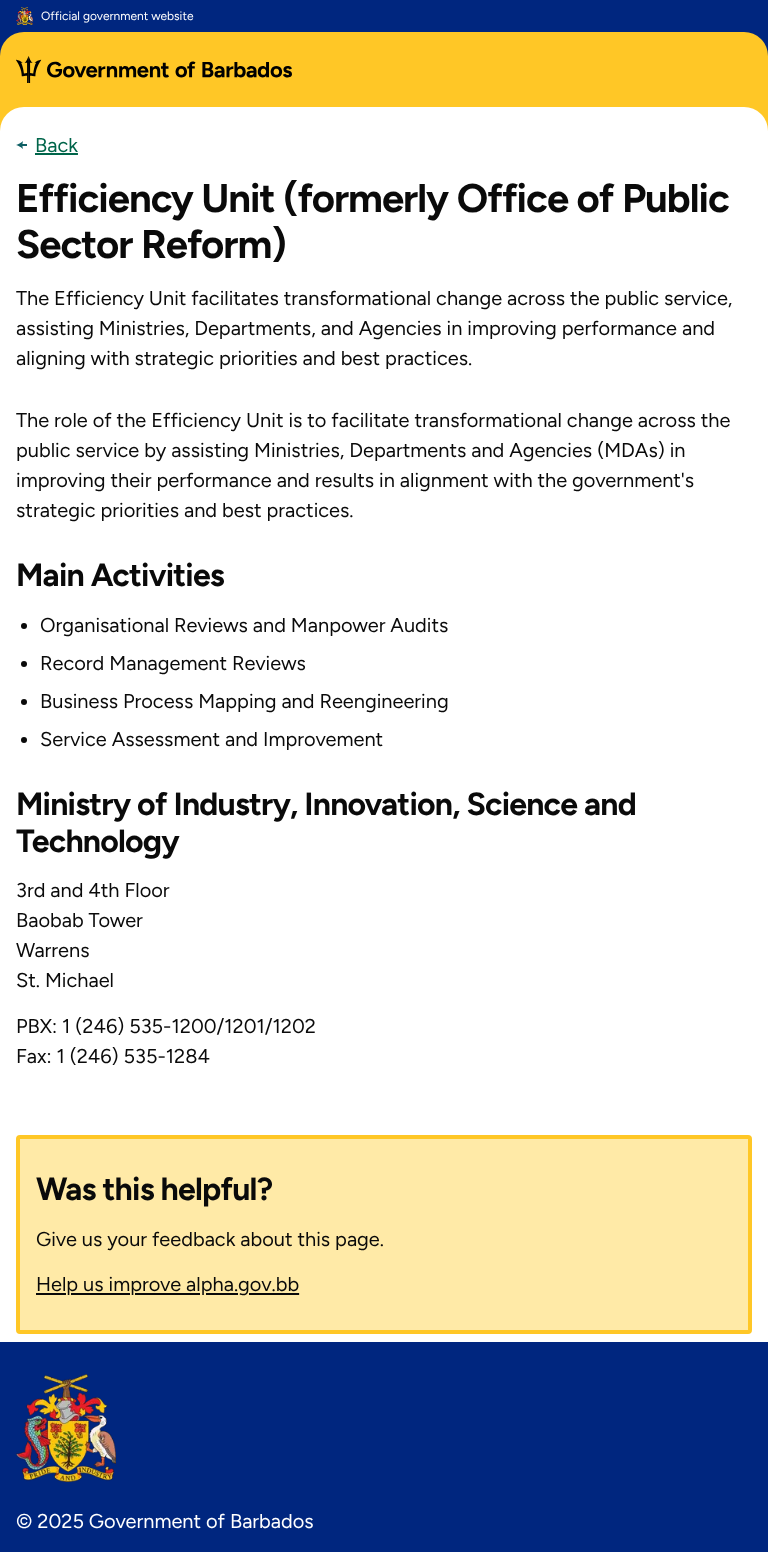 Official government website
Government of Barbados
Back
Efficiency Unit (formerly Office of Public
Sector Reform)
The Efficiency Unit facilitates transformational change across the public service,
assisting Ministries, Departments, and Agencies in improving performance and
aligning with strategic priorities and best practices.
The role of the Efficiency Unit is to facilitate transformational change across the
public service by assisting Ministries, Departments and Agencies (MDAs) in
improving their performance and results in alignment with the government's
strategic priorities and best practices.
Main Activities
• Organisational Reviews and Manpower Audits
• Record Management Reviews
• Business Process Mapping and Reengineering
• Service Assessment and Improvement
Ministry of Industry, Innovation, Science and
Technology
3rd and 4th Floor
Baobab Tower
Warrens
St. Michael
PBX: 1 (246) 535-1200/1201/1202
Fax: 1 (246) 535-1284
Was this helpful?
Give us your feedback about this page.
Help us improve alpha.gov.bb
PRIDE AND INDUSTRY
© 2025 Government of Barbados